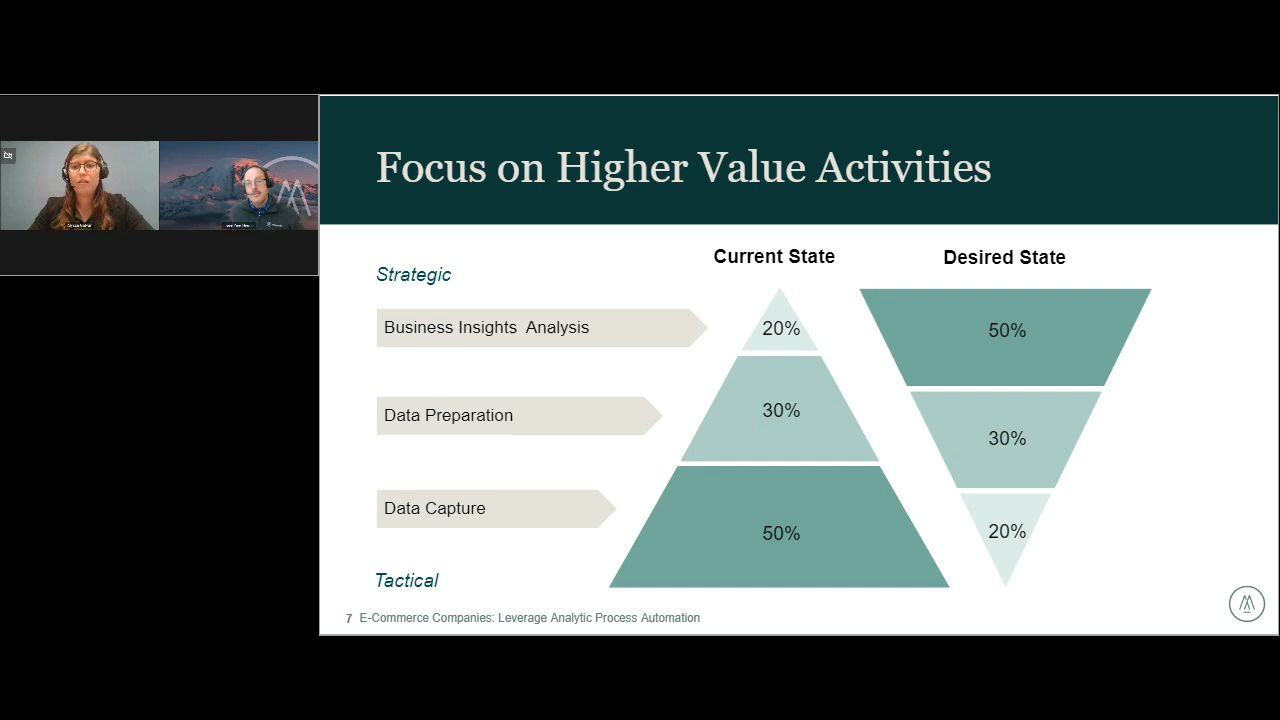 Focus on Higher Value Activities
Current State
Desired State
Strategic
Business Insights  Analysis
20%
50%
Data Preparation
30%
30%
Data Capture
50%
20%
Tactical
7 E-Commerce Companies: Leverage Analytic Process Automation